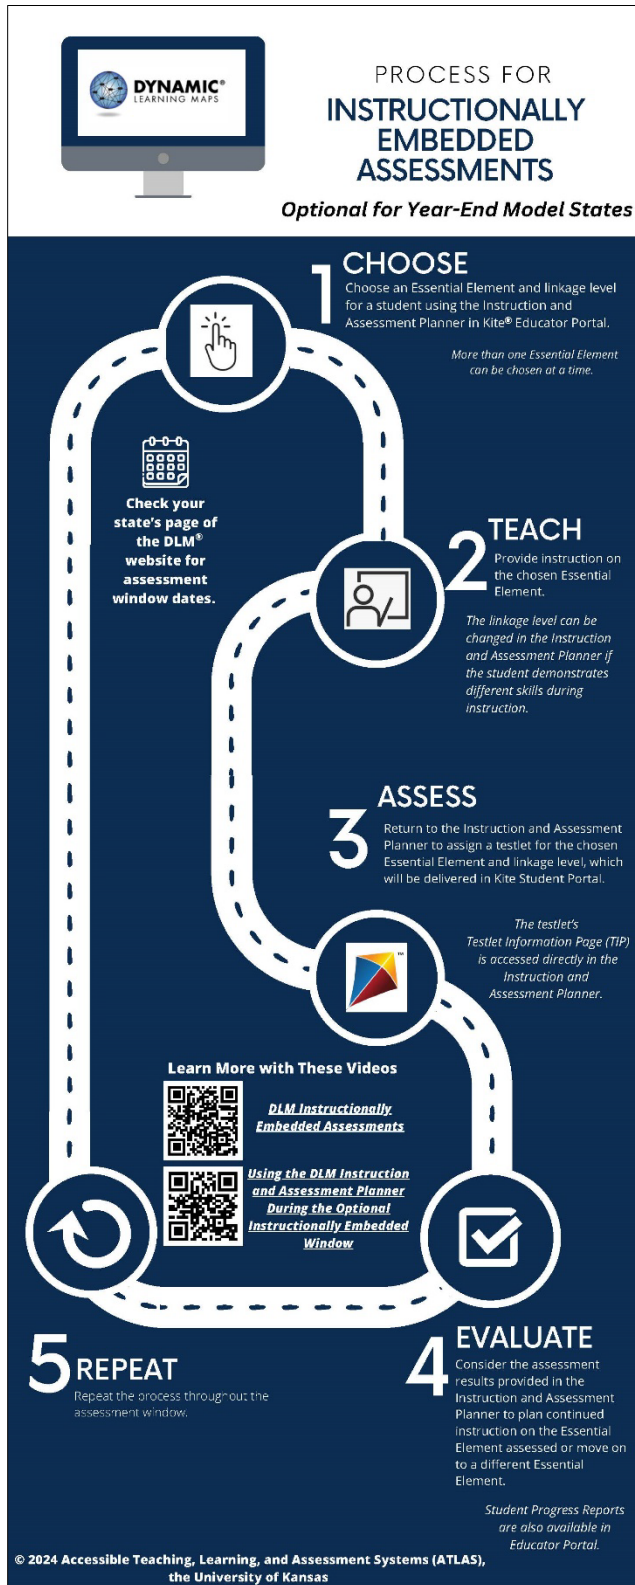 DYNAMIC®
LEARNING MAPS
PROCESS FOR
INSTRUCTIONALLY
EMBEDDED
ASSESSMENTS
Optional for Year-End Model States
1 CHOOSE
Choose an Essential Element and linkage level
for a student using the Instruction and
Assessment Planner in Kite® Educator Portal.
More than one Essential Element
can be chosen at a time.
Check your
state's page of
the DLM®
website for
assessment
window dates.
2 TEACH
Provide instruction on
the chosen Essential
Element.
The linkage level can be
changed in the Instruction
and Assessment Planner if
the student demonstrates
different skills during
instruction.
3 ASSESS
Return to the Instruction and Assessment
Planner to assign a testlet for the chosen
Essential Element and linkage level, which
will be delivered in Kite Student Portal.
The testlet's
Testlet Information Page (TIP)
is accessed directly in the
Instruction and
Assessment Planner.
TM
Learn More with These Videos
DLM Instructionally
Embedded Assessments
Using the DLM Instruction
and Assessment Planner
During the Optional
Instructionally Embedded
Window
4 EVALUATE
Consider the assessment
results provided in the
Instruction and Assessment
Planner to plan continued
instruction on the Essential
Element assessed or move on
to a different Essential
Element.
Student Progress Reports
are also available in
Educator Portal.
5 REPEAT
Repeat the process throughout the
assessment window.
© 2024 Accessible Teaching, Learning, and Assessment Systems (ATLAS),
the University of Kansas